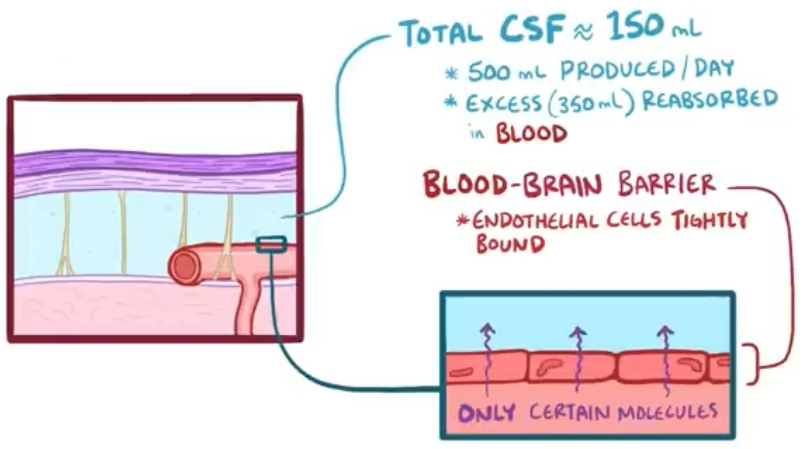 TOTAL CSF ≈ 150 mL
* 500 mL PRODUCED/DAY
* EXCESS (350 mL) REABSORBED
in BLOOD
BLOOD-BRAIN BARRIER
* ENDOTHELIAL CELLS TIGHTLY
BOUND
ONLY CERTAIN MOLECULES